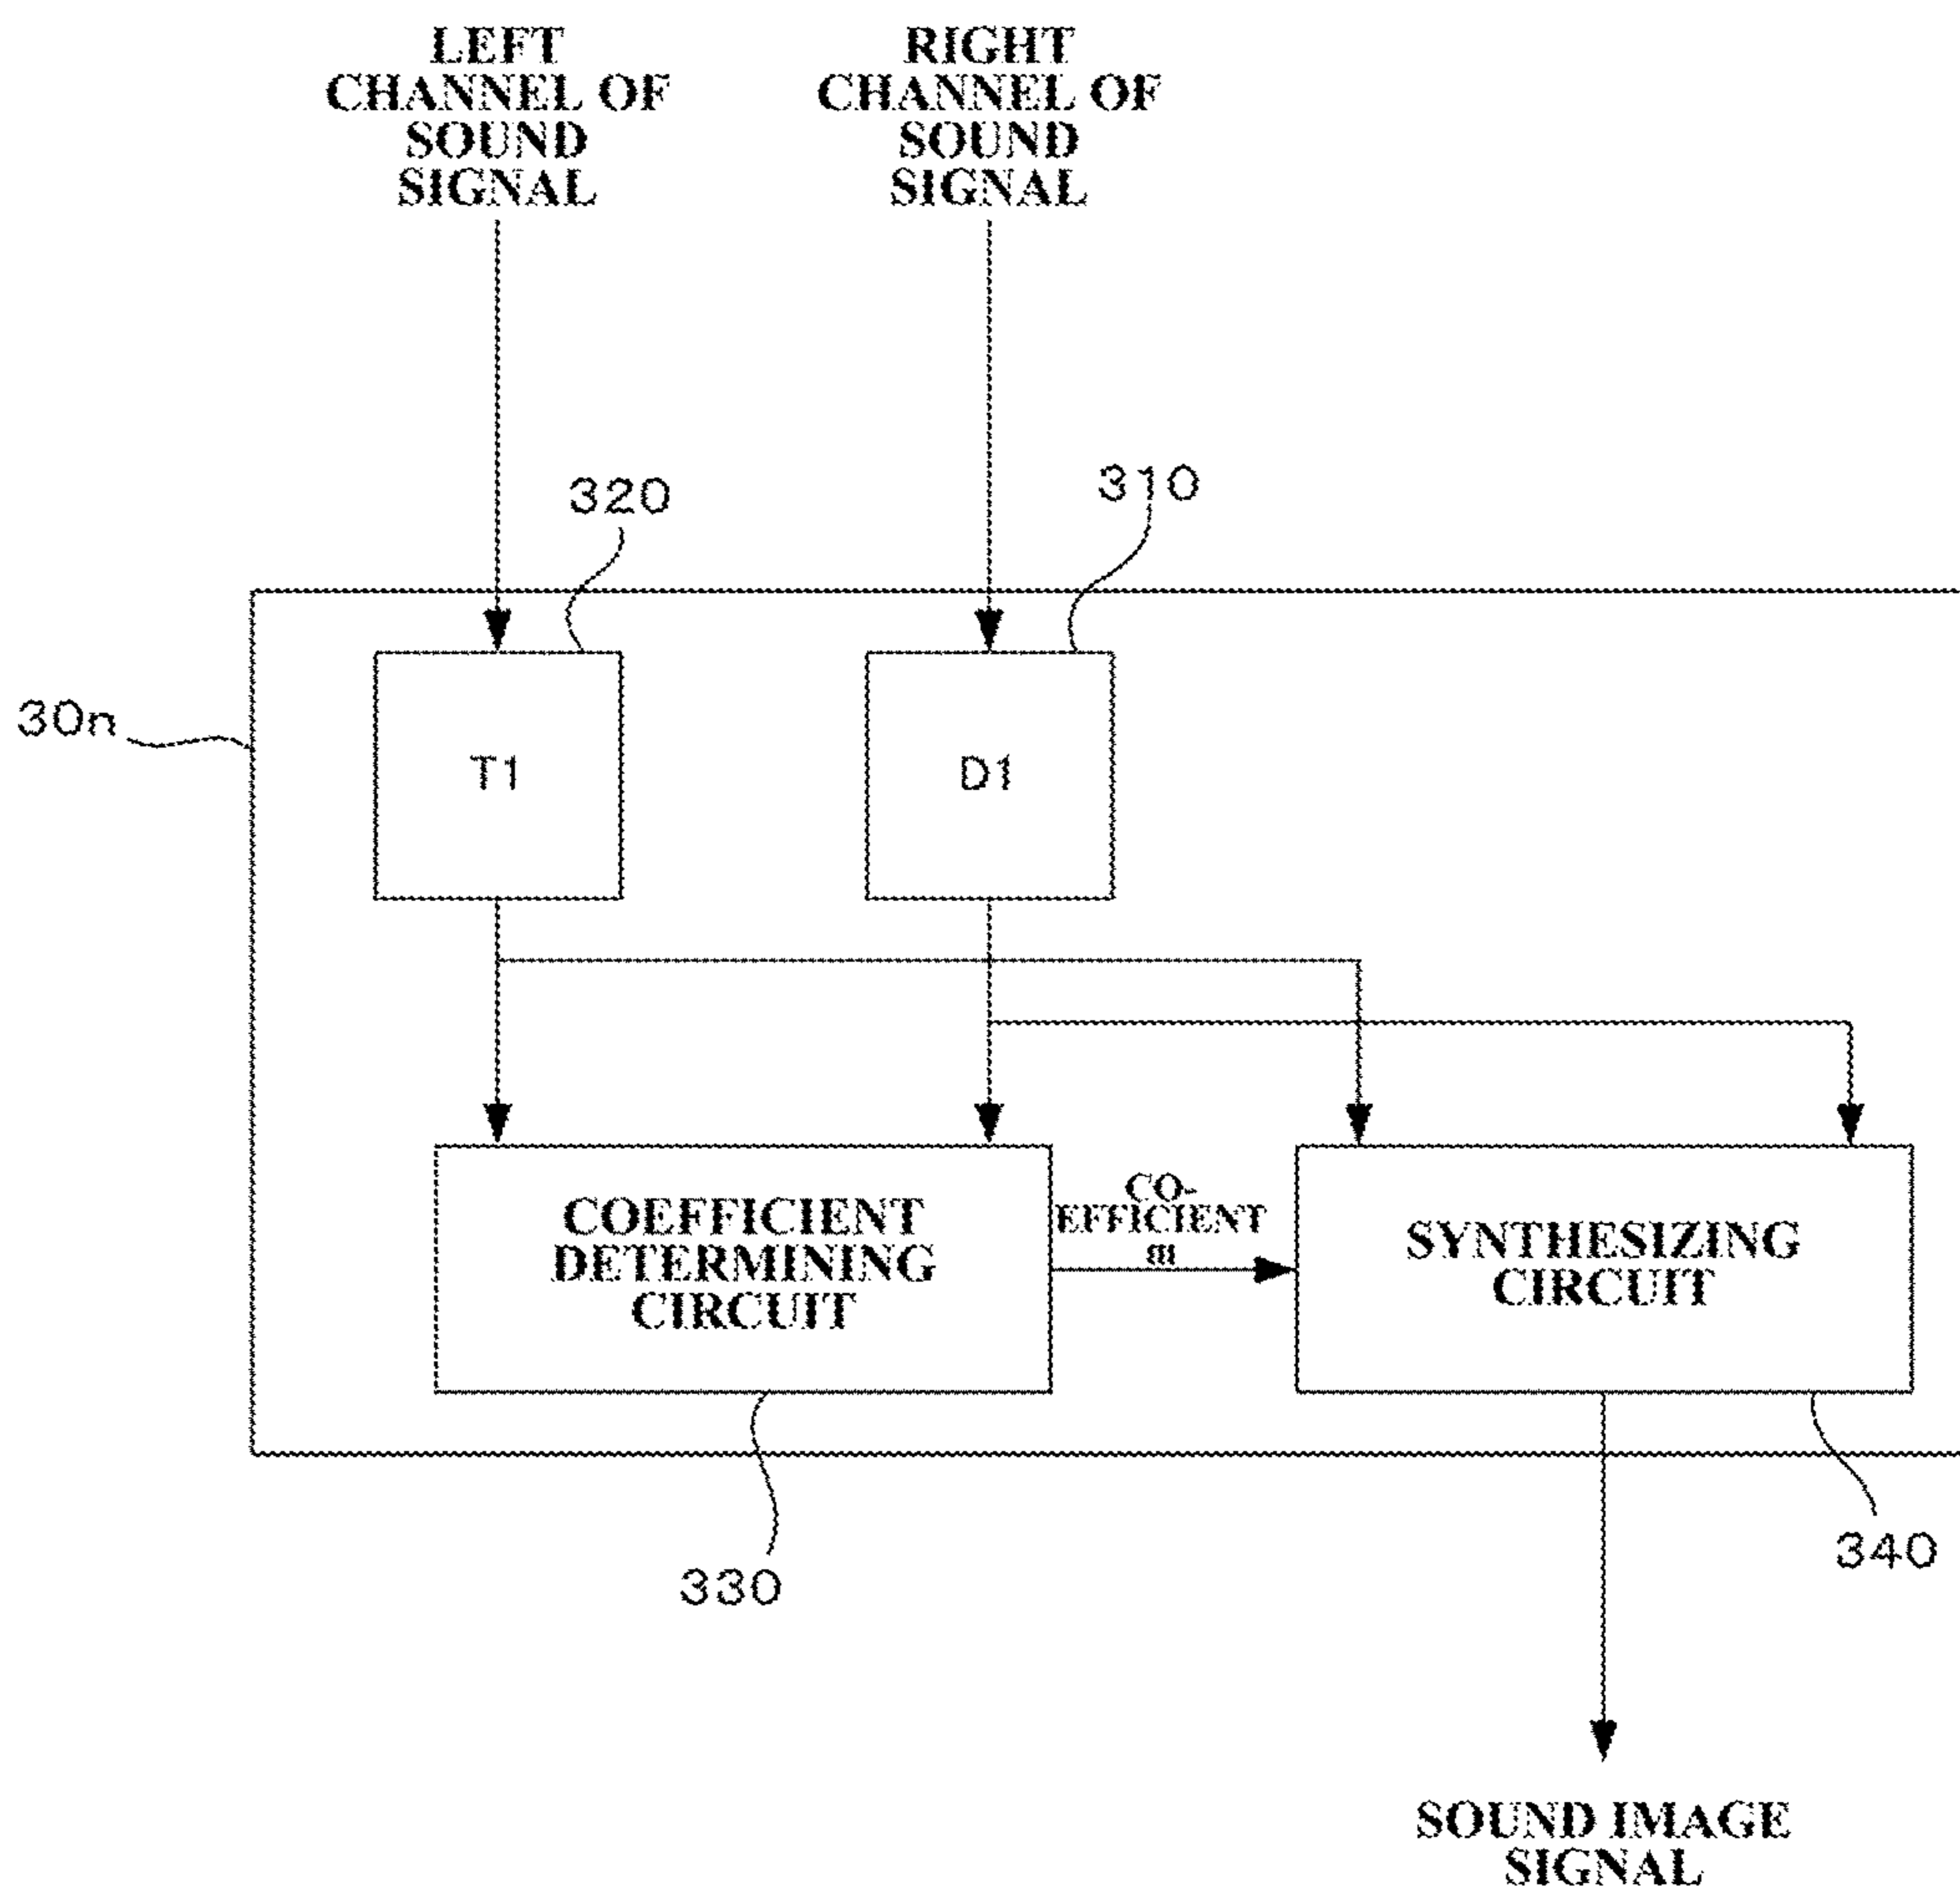 LEFT
CHANNEL OF
SOUND
SIGNAL
RIGHT
CHANNEL OF
SOUND
SIGNAL
320
310
30n
T1
D1
COEFFICIENT
DETERMINING
CIRCUIT
CO-
EFFICIENT
m
SYNTHESIZING
CIRCUIT
330
340
SOUND IMAGE
SIGNAL